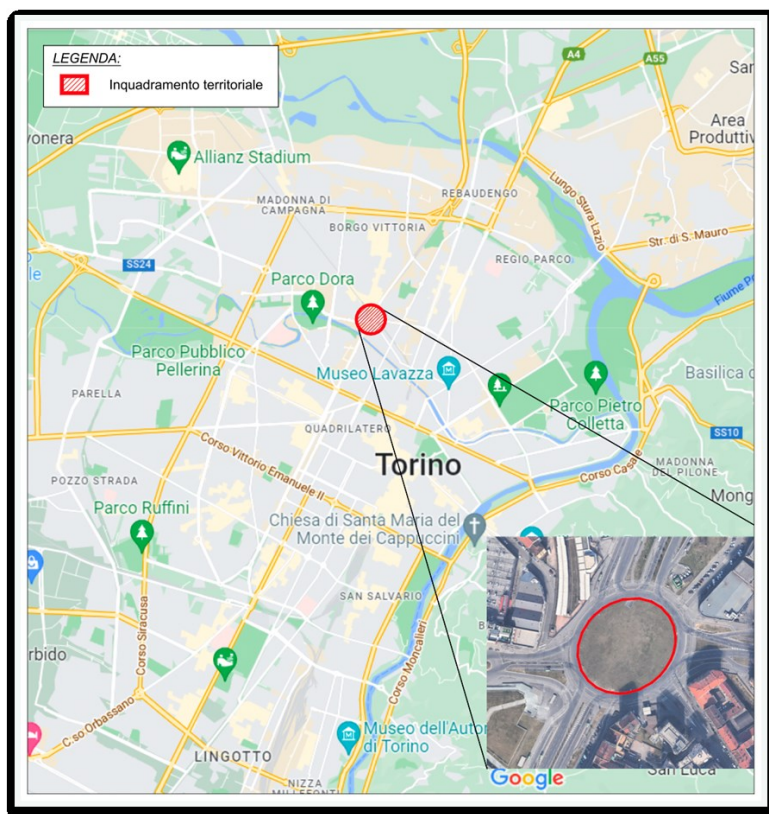 LEGENDA:
Inquadramento territoriale
A4
A55
Area
Produttiv
Allianz Stadium
MADONNA DI
CAMPAGNA
REBAUDENGO
Lungo Stura Lazio
BORGO VITTORIA
Str. di S. Mauro
REGIO PARCO
SS24
Parco Dora
Fiume Po
Parco Pubblico
Pellerina
Museo Lavazza
Basilica d
PARELLA
Parco Pietro
Colletta
QUADRILATERO
SS10
Corso Vittorio Emanuele II
Torino
Corso Casale
MADONNA
DEL PILONE
POZZO STRADA
Mong
Parco Ruffini
Chiesa di Santa Maria del
Monte dei Cappuccini
SAN SALVARIO
Corso Siracusa
Corso Moncalieri
rbido
C.so Orbassano
Museo dell'Autor
di Torino
LINGOTTO
Google
San Luca
NIZZA
MILLEFONTI